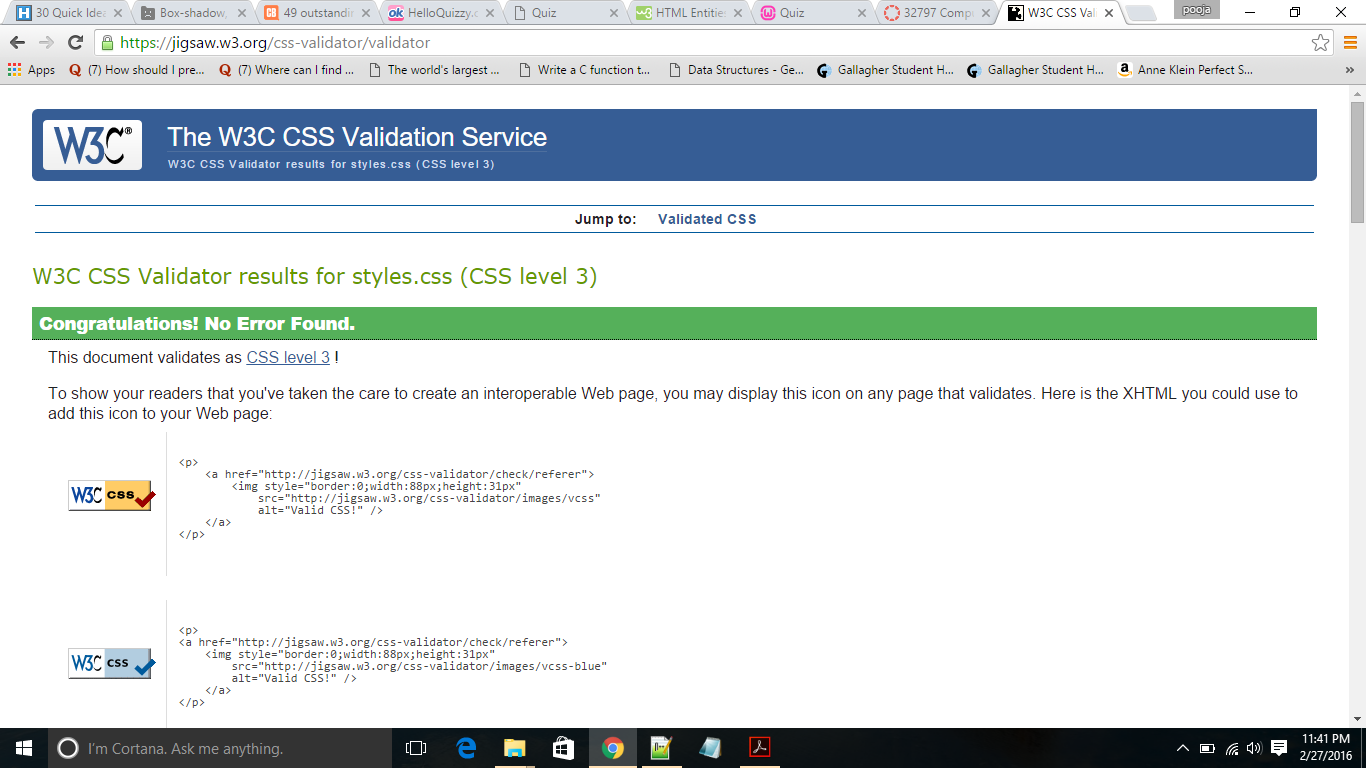 30 Quick Idea
Box-shadow,
49 outstandin
ok HelloQuizzy.c
Quiz
HTML Entities
Quiz
32797 Comp
W3C CSS Val
pooja
https://jigsaw.w3.org/css-validator/validator
Apps
(7) How should I pre...
(7) Where can I find ...
The world's largest ...
Write a C function t...
Data Structures - Ge...
Gallagher Student H...
Gallagher Student H...
Anne Klein Perfect S...
»
W3C®
The W3C CSS Validation Service
W3C CSS Validator results for styles.css (CSS level 3)
Jump to: Validated CSS
W3C CSS Validator results for styles.css (CSS level 3)
Congratulations! No Error Found.
This document validates as CSS level 3 !
To show your readers that you've taken the care to create an interoperable Web page, you may display this icon on any page that validates. Here is the XHTML you could use to
add this icon to your Web page:
W3C css
<p>
<a href="http://jigsaw.w3.org/css-validator/check/referer">
<img style="border:0;width:88px;height:31px"
src="http://jigsaw.w3.org/css-validator/images/vcss"
alt="Valid CSS!" />
</a>
</p>
W3C css
<p>
<a href="http://jigsaw.w3.org/css-validator/check/referer">
<img style="border:0;width:88px;height:31px"
src="http://jigsaw.w3.org/css-validator/images/vcss-blue"
alt="Valid CSS!" />
</a>
</p>
I'm Cortana. Ask me anything.
11:41 PM
2/27/2016